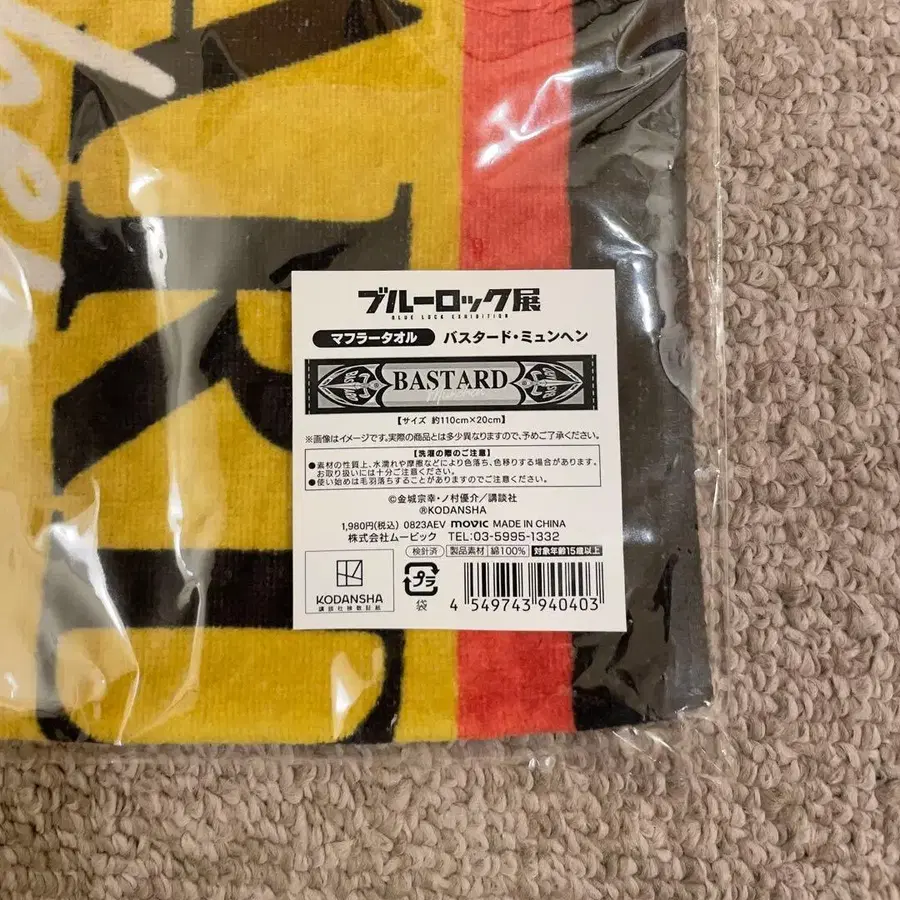 ブルーロック展
BLUE LOCK EXHIBITION
マフラータオル バスタード・ミュンヘン
BASTARD
München
【サイズ 約110cm×20cm】
※画像はイメージです。実際の商品とは多少異なりますので、予めご了承ください。
【洗濯の際のご注意】
●素材の性質上、水濡れや摩擦などにより色落ち、色移りする場合があります。
お取り扱いには十分ご注意ください。
●使い始めは毛羽落ちすることがありますのでご注意ください。
©金城宗幸・ノ村優介/講談社
®KODANSHA
1,980円(税込) 0823AEV movic MADE IN CHINA
株式会社ムービック TEL:03-5995-1332
検針済 製品素材 綿100% 対象年齢15歳以上
KODANSHA
プラ
袋
4 549743 940403